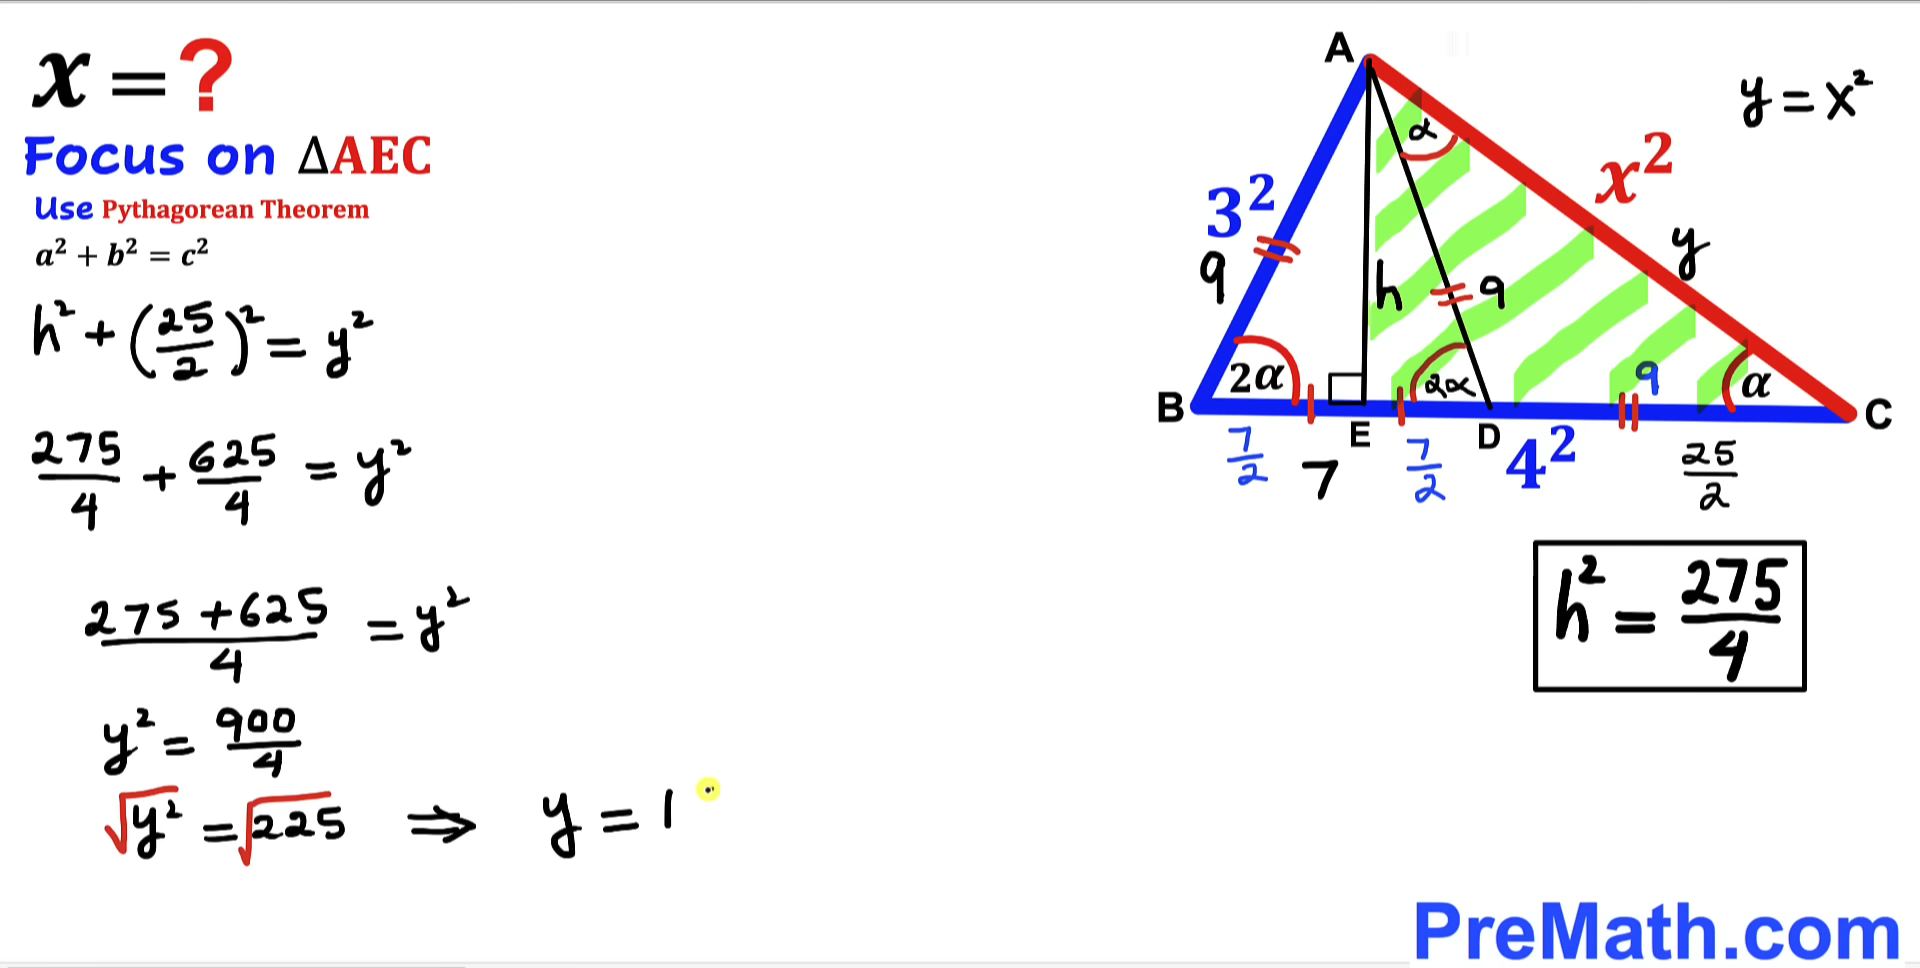 x = ?
Focus on ΔAEC
Use Pythagorean Theorem
a² + b² = c²
h² + (25/2)² = y²
275/4 + 625/4 = y²
275 + 625/4 = y²
y² = 900/4
√y² = √225 ⇒ y = 1
A
y = x²
α
x²
3²
y
9
h
9
2α
2α
9
α
B
E
D
C
7/2
7
7/2
4²
25/2
h² = 275/4
PreMath.com